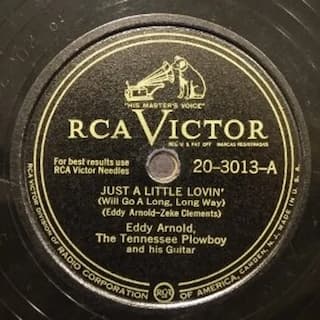 "HIS MASTER'S VOICE"
RCA VICTOR
REG. U. S. PAT. OFF. MARCAS REGISTRADAS
For best results use
RCA Victor Needles
20-3013-A
JUST A LITTLE LOVIN'
(Will Go A Long, Long Way)
(Eddy Arnold-Zeke Clements)
Eddy Arnold,
The Tennessee Plowboy
and his Guitar
RCA VICTOR DIVISION OF RADIO CORPORATION OF AMERICA, CAMDEN, N. J. MADE IN U. S. A.
RCA